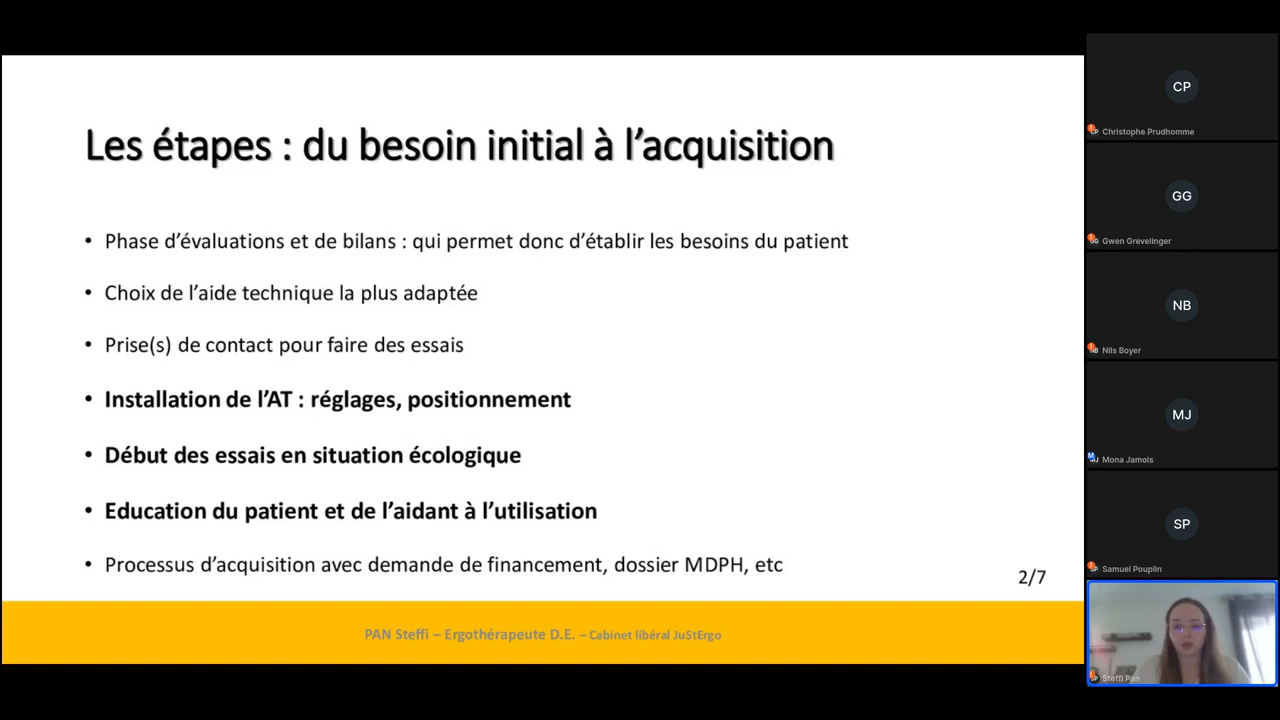 Les étapes : du besoin initial à l’acquisition
• Phase d’évaluations et de bilans : qui permet donc d’établir les besoins du patient
• Choix de l’aide technique la plus adaptée
• Prise(s) de contact pour faire des essais
• Installation de l’AT : réglages, positionnement
• Début des essais en situation écologique
• Education du patient et de l’aidant à l’utilisation
• Processus d’acquisition avec demande de financement, dossier MDPH, etc
2/7
PAN Steffi – Ergothérapeute D.E. – Cabinet libéral JuStErgo
CP
Christophe Prudhomme
GG
Gwen Grevelinger
NB
Nils Boyer
MJ
Mona Jamois
SP
Samuel Pouplin
Steffi Pan